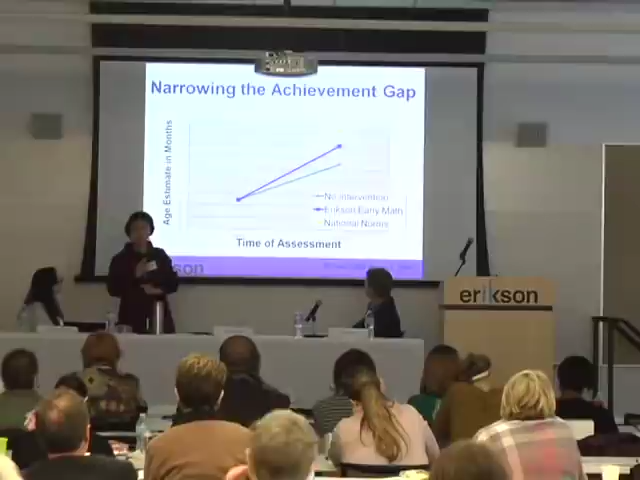 Narrowing the Achievement Gap
Age Estimate in Months
No intervention
Erikson Early Math
National Norms
Time of Assessment
son
erikson